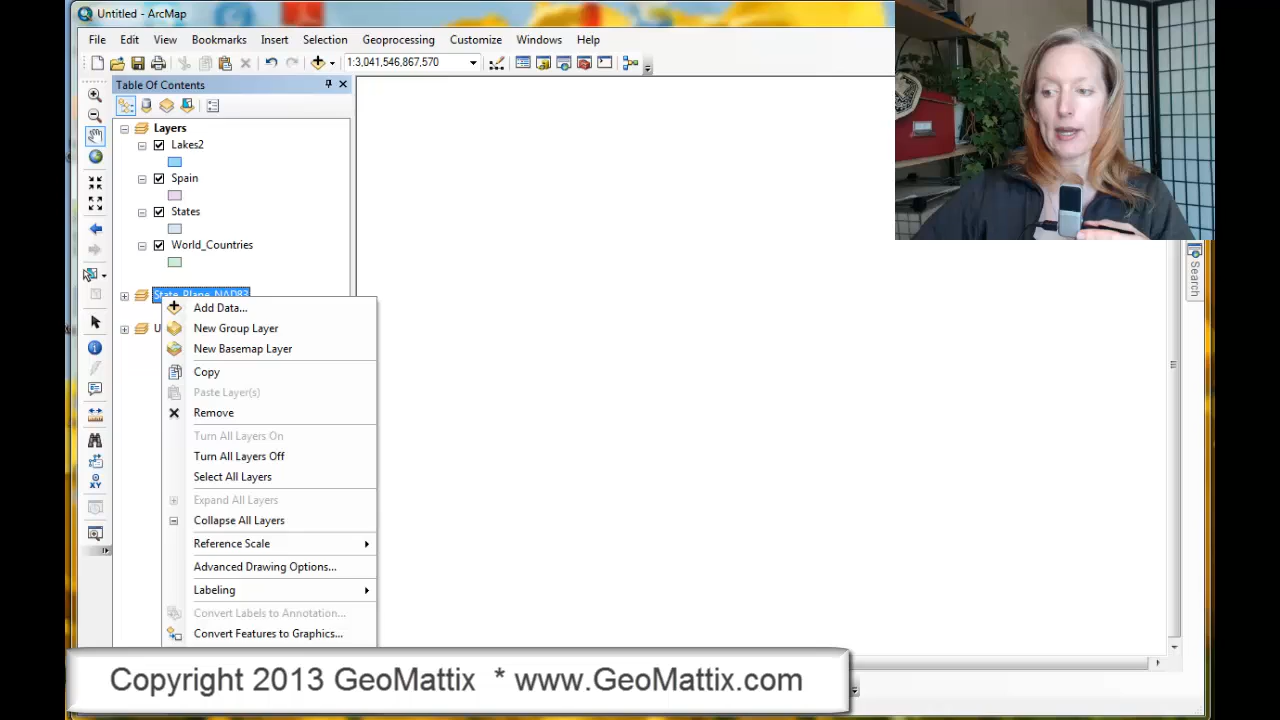 Untitled - ArcMap
File Edit View Bookmarks Insert Selection Geoprocessing Customize Windows Help
1:3,041,546,867,570
Table Of Contents
Layers
Lakes2
Spain
States
World_Countries
State_Plane_NAD83
U
Add Data...
New Group Layer
New Basemap Layer
Copy
Paste Layer(s)
Remove
Turn All Layers On
Turn All Layers Off
Select All Layers
Expand All Layers
Collapse All Layers
Reference Scale
Advanced Drawing Options...
Labeling
Convert Labels to Annotation...
Convert Features to Graphics...
Search
Copyright 2013 GeoMattix * www.GeoMattix.com